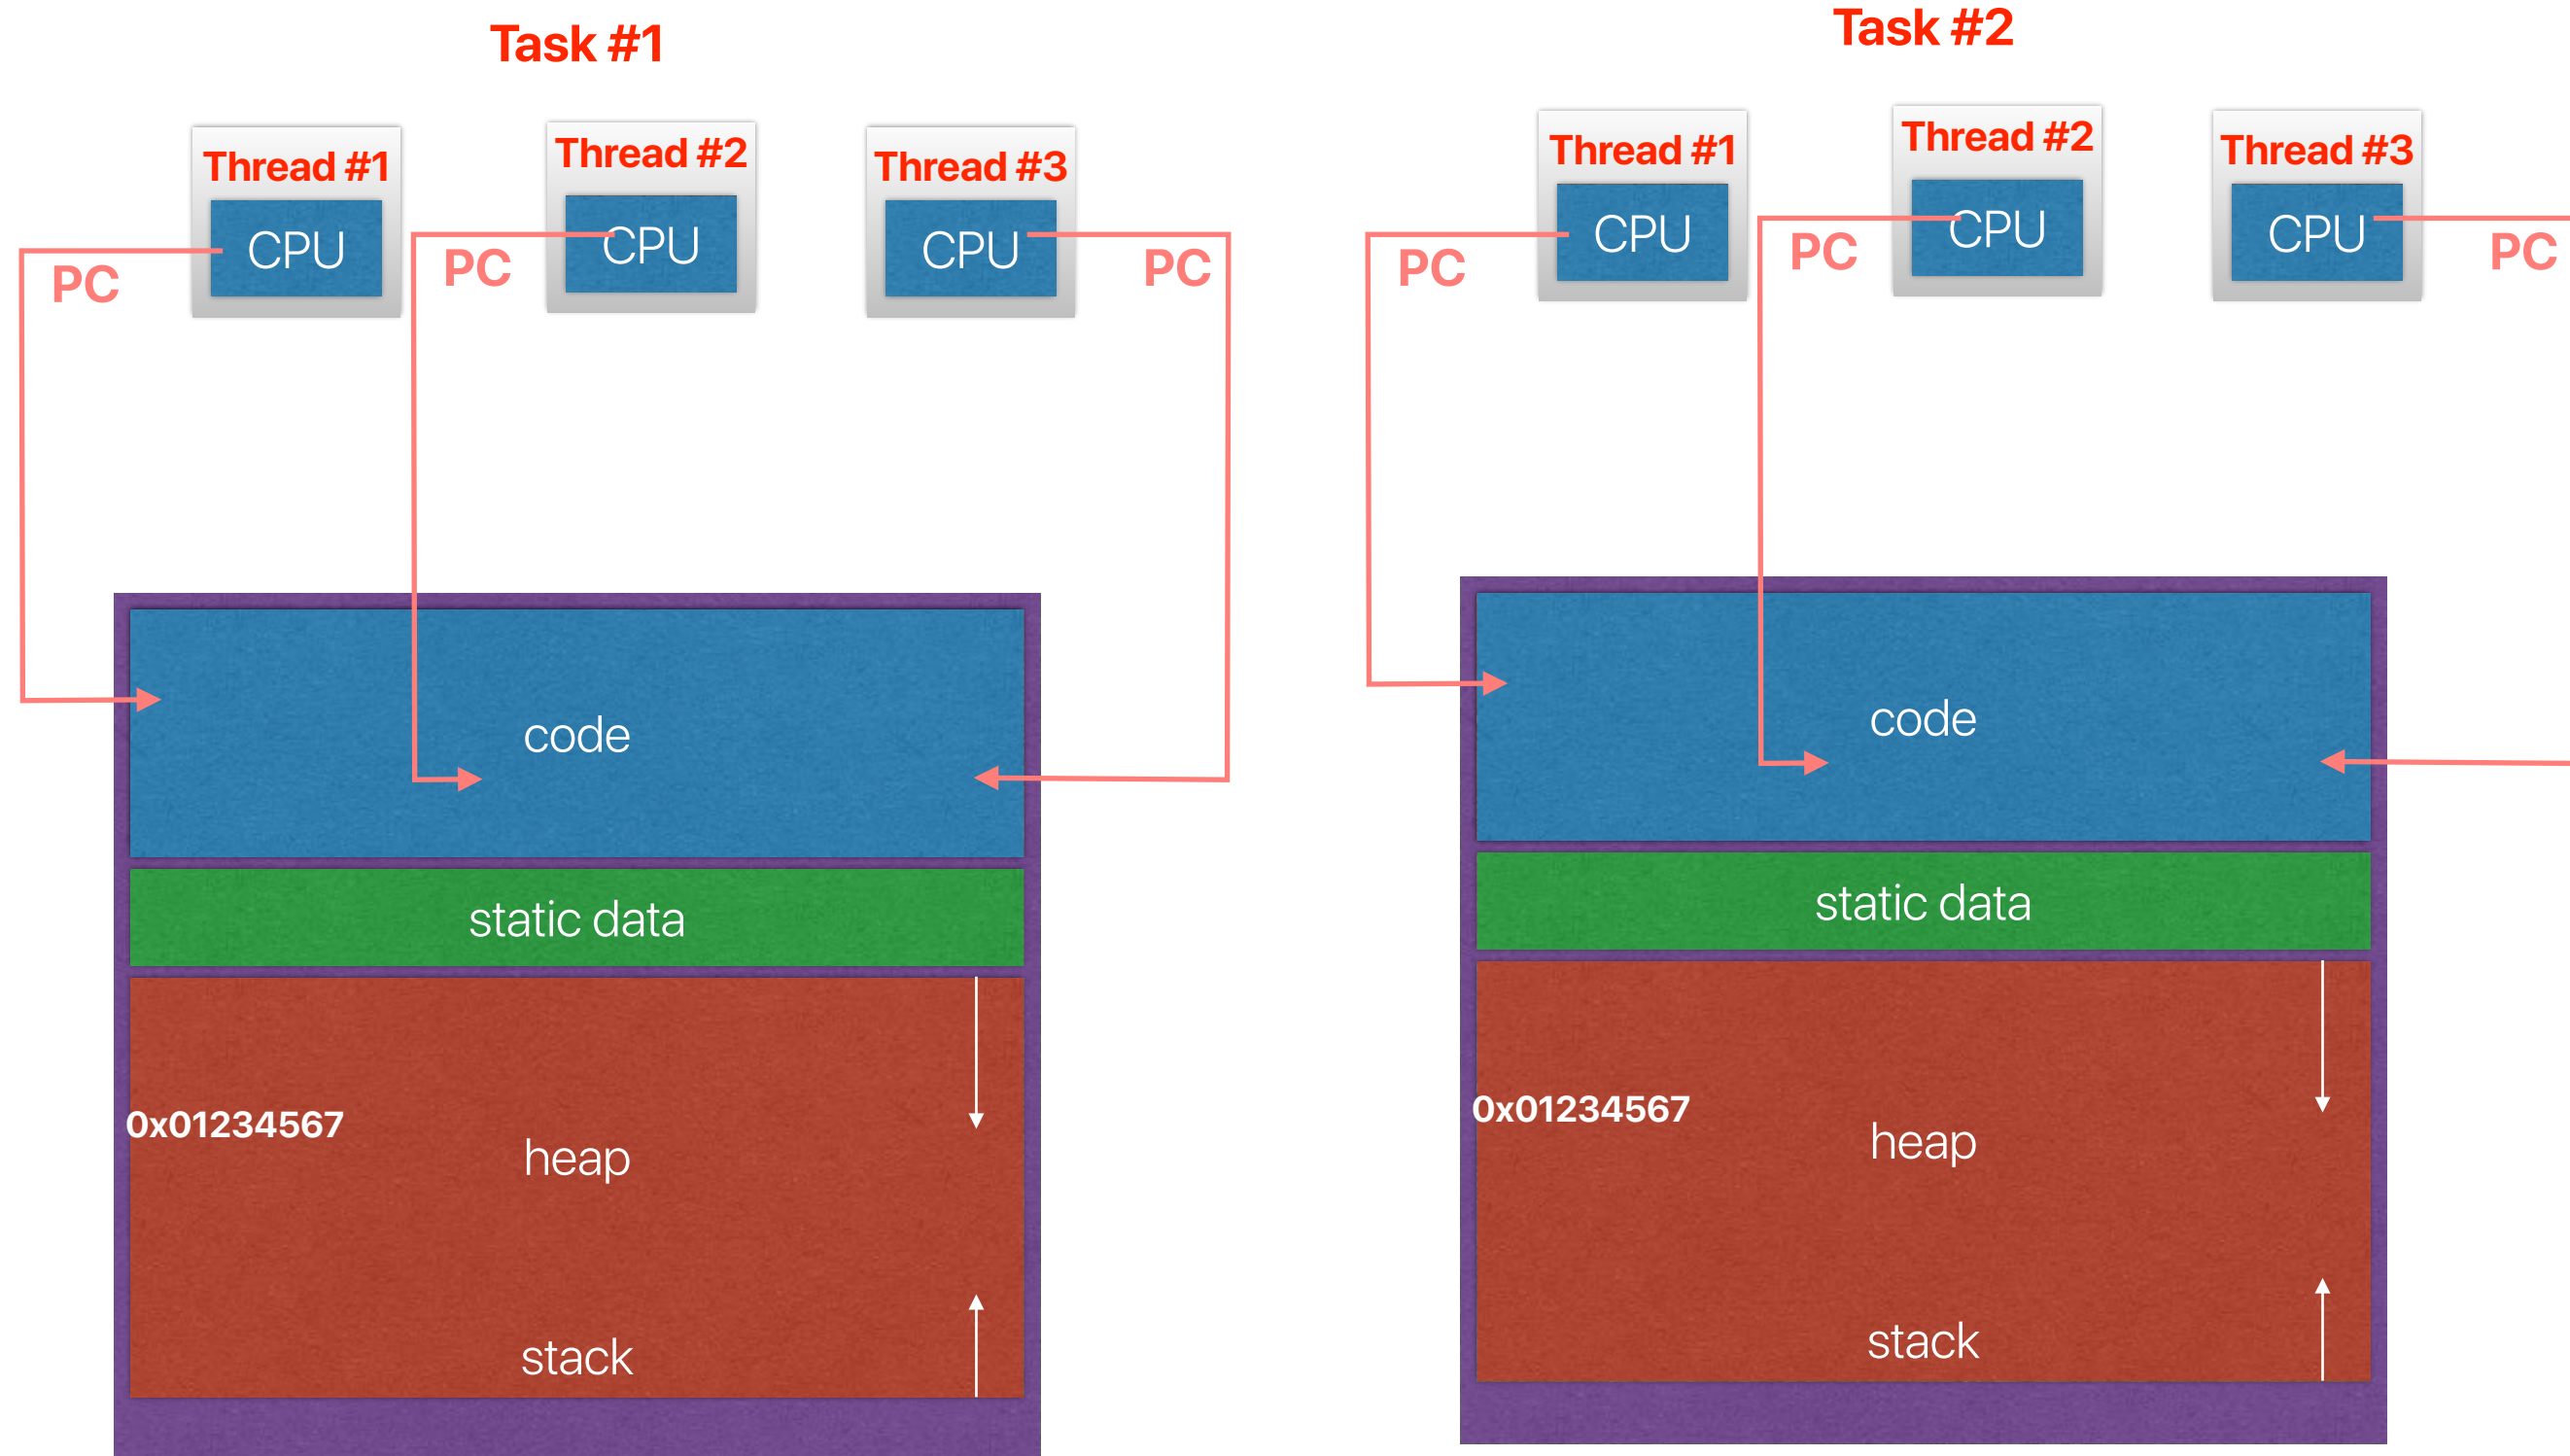 Task #1
Thread #1
Thread #2
Thread #3
CPU
CPU
CPU
PC
PC
PC
code
static data
0x01234567
heap
stack
Task #2
Thread #1
Thread #2
Thread #3
CPU
CPU
CPU
PC
PC
PC
code
static data
0x01234567
heap
stack